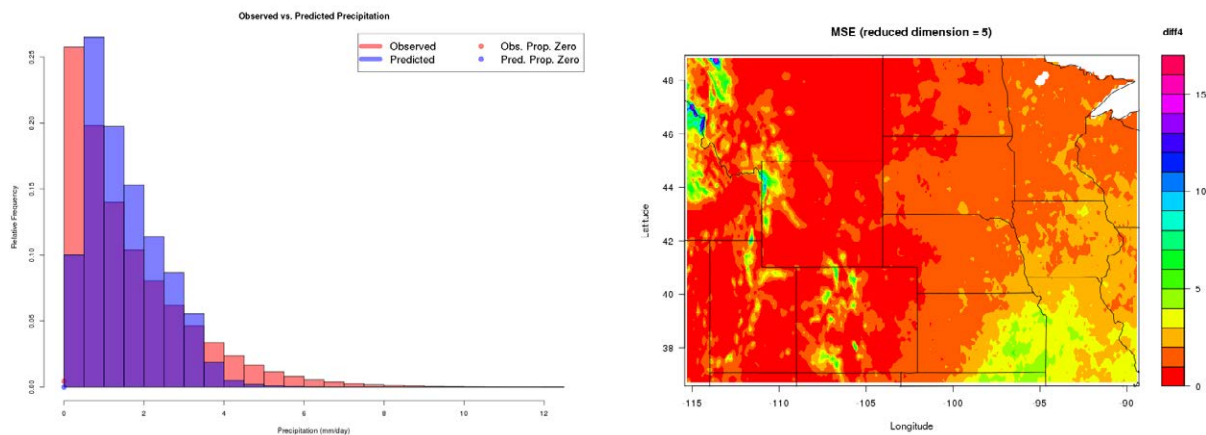 Observed vs. Predicted Precipitation
Observed
Predicted
Obs. Prop. Zero
Pred. Prop. Zero
Relative Frequency
0.25
0.20
0.15
0.10
0.05
0.00
0 2 4 6 8 10 12
Precipitation (mm/day)
MSE (reduced dimension = 5)
diff4
Latitude
48
46
44
42
40
38
-115 -110 -105 -100 -95 -90
Longitude
15
10
5
0